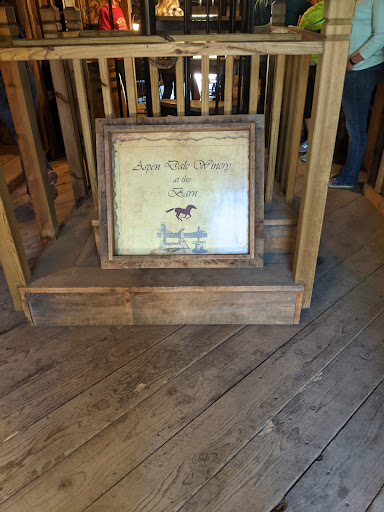 Aspen Dale Winery
at the
Barn